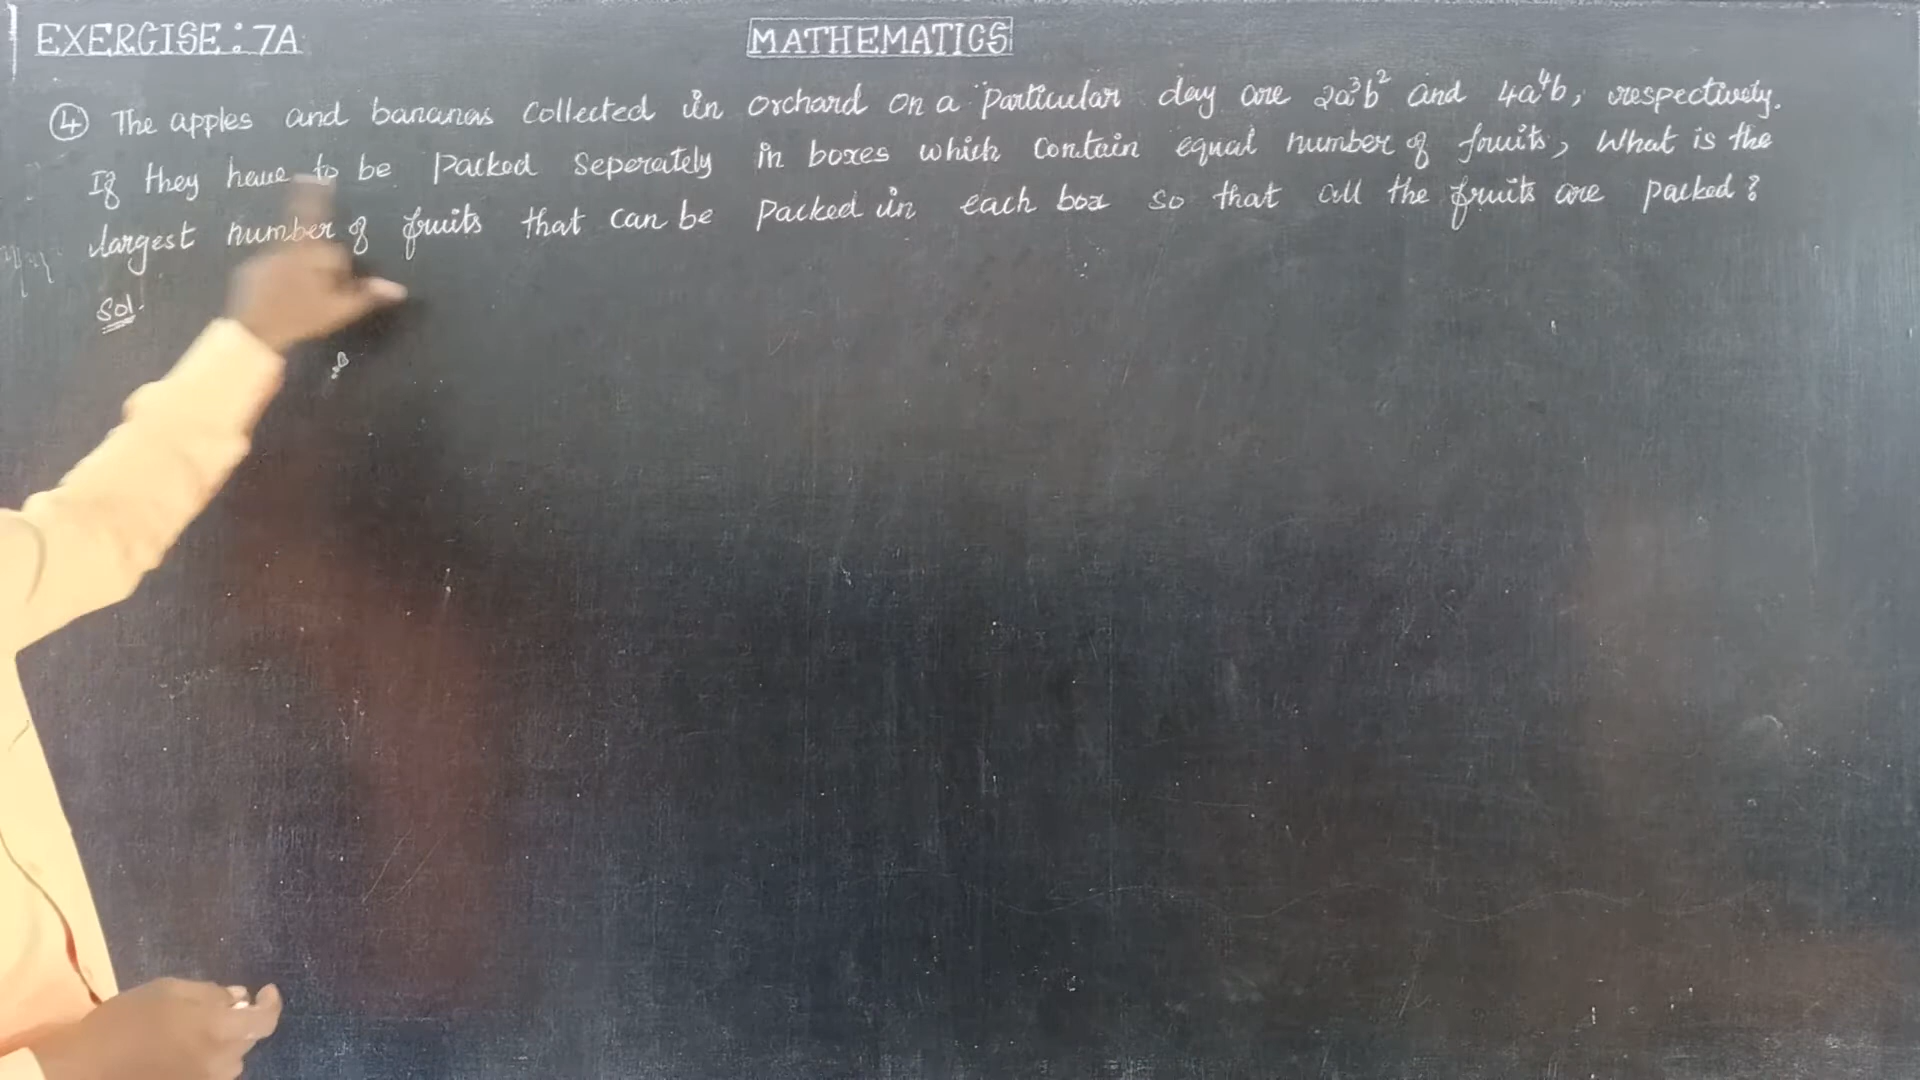 EXERCISE: 7A
MATHEMATICS
④ The apples and bananas collected in orchard on a particular day are 2a³b² and 4a⁴b, respectively.
If they have to be packed seperately in boxes which contain equal number of fruits, What is the
largest number of fruits that can be packed in each box so that all the fruits are packed?
Sol.